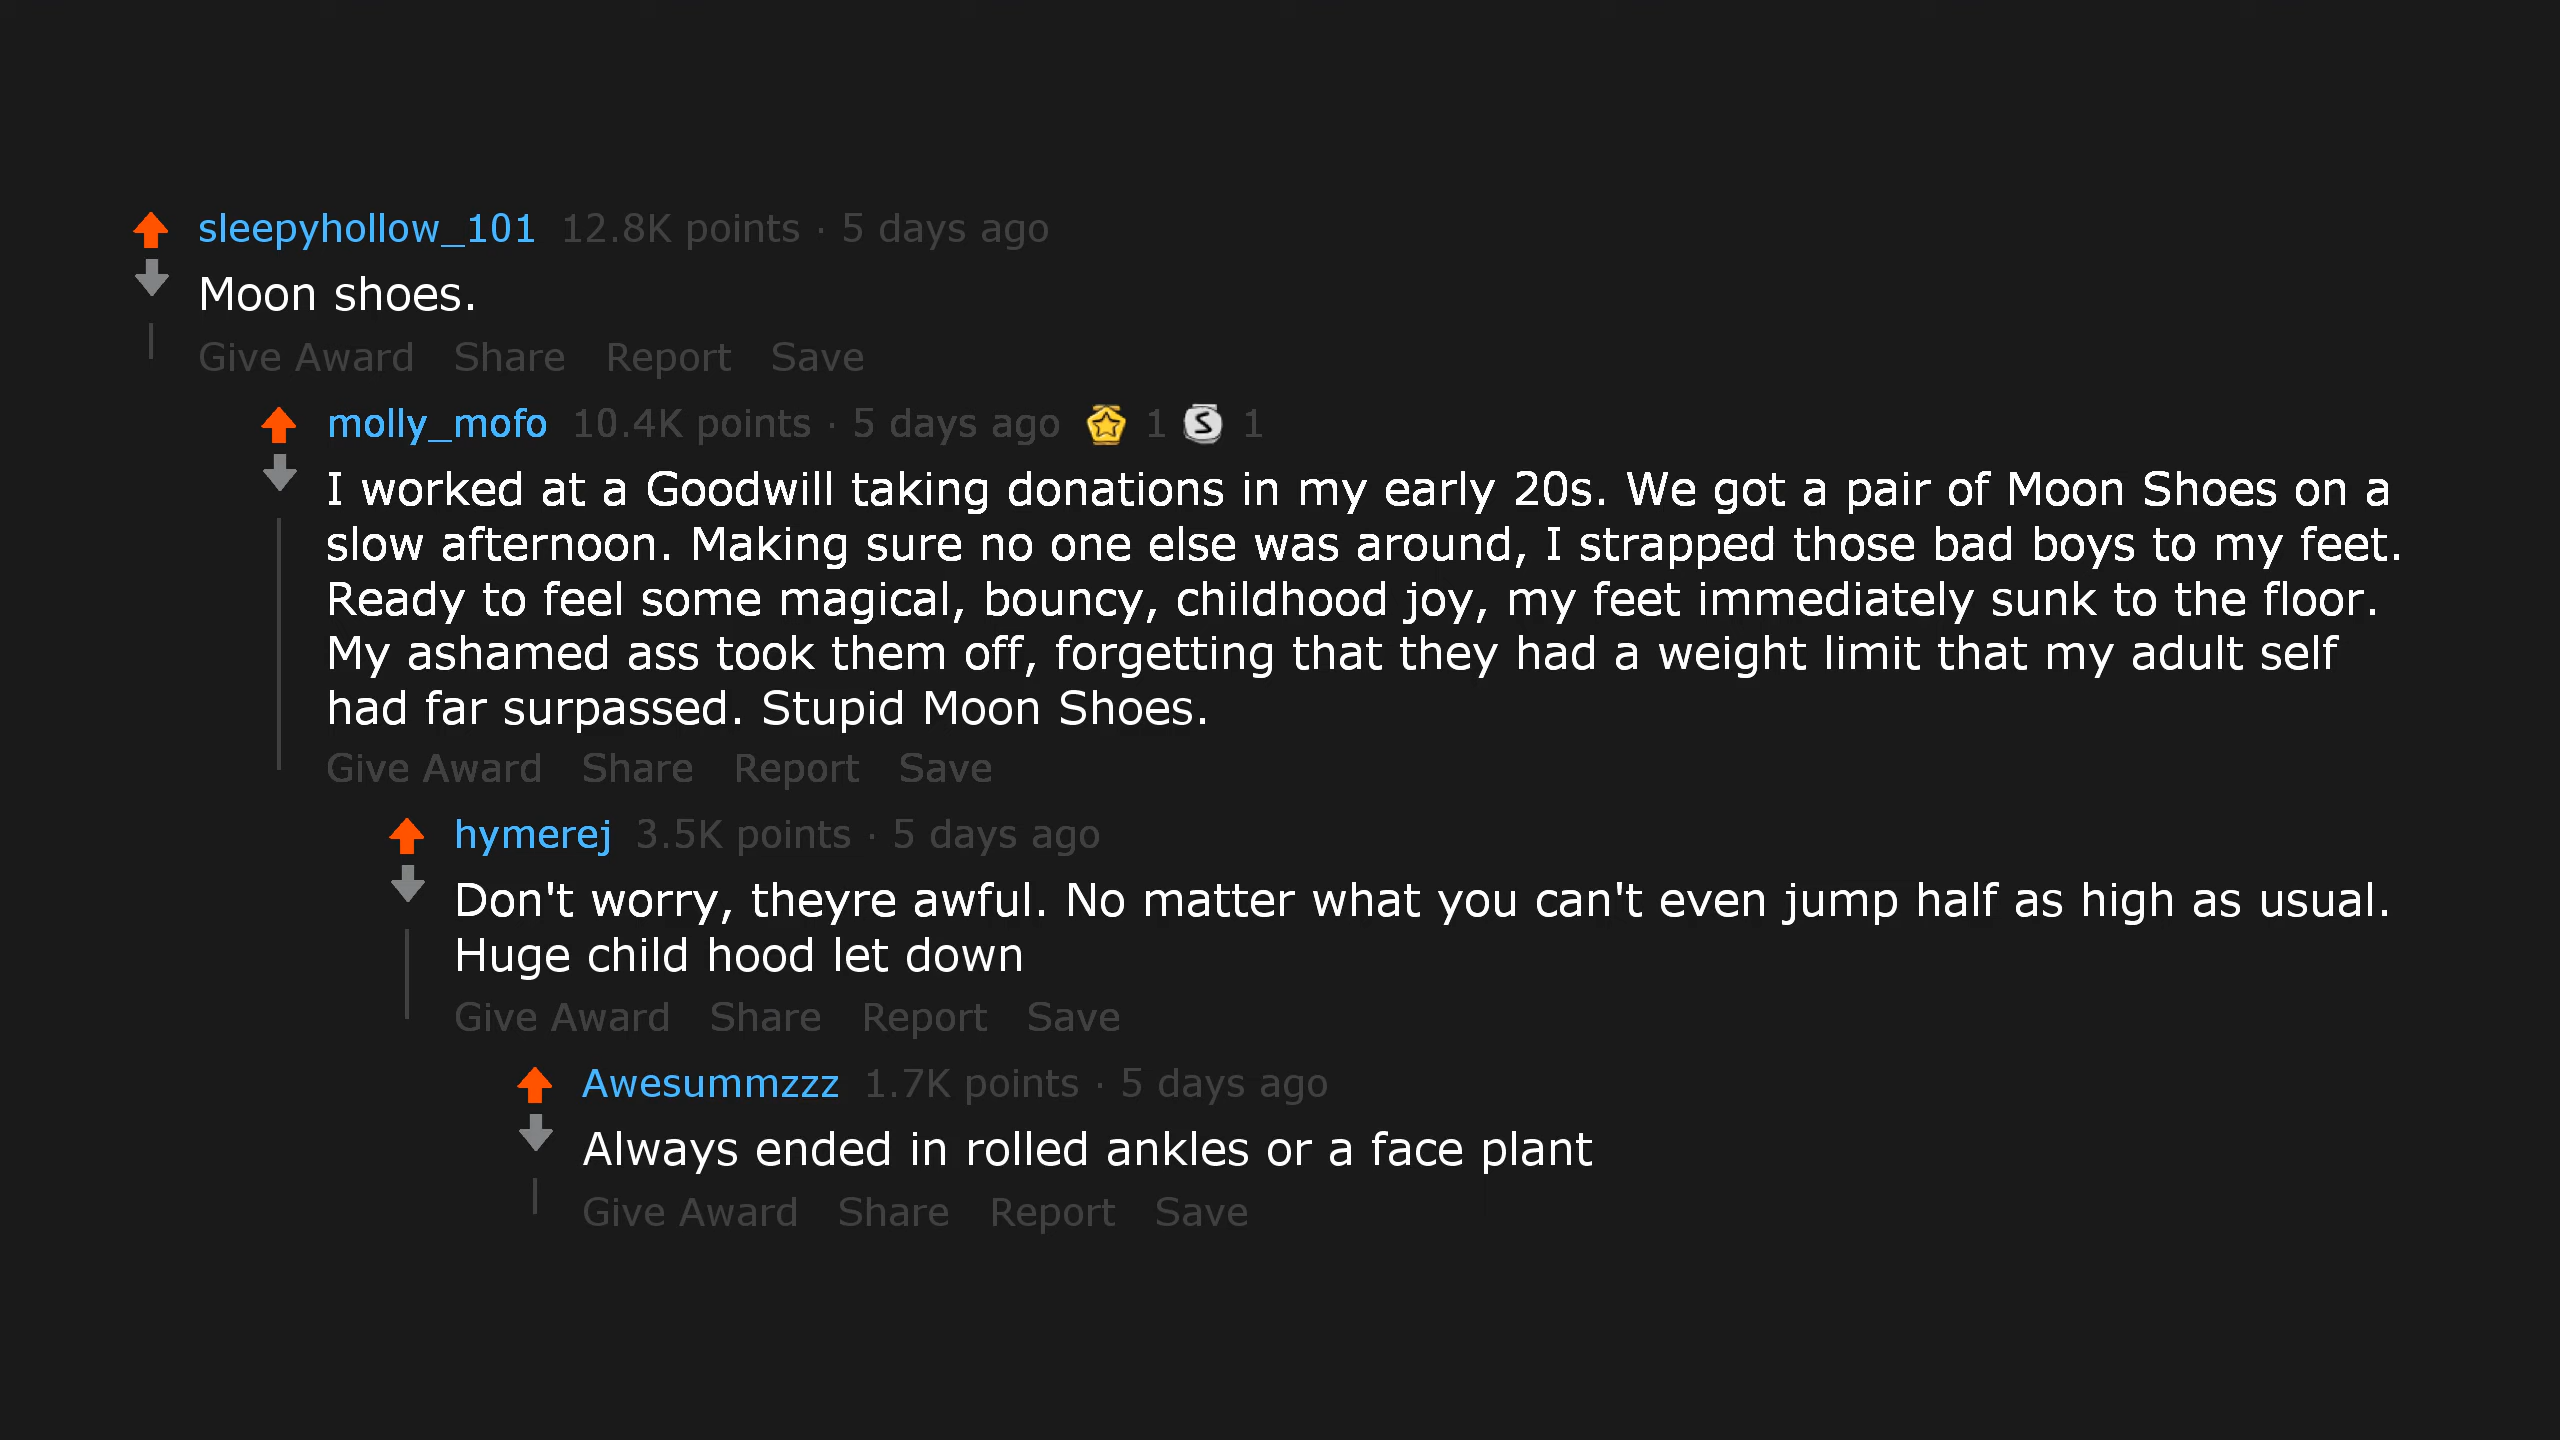 sleepyhollow_101 12.8K points · 5 days ago
Moon shoes.
Give Award Share Report Save
molly_mofo 10.4K points · 5 days ago 1 S 1
I worked at a Goodwill taking donations in my early 20s. We got a pair of Moon Shoes on a
slow afternoon. Making sure no one else was around, I strapped those bad boys to my feet.
Ready to feel some magical, bouncy, childhood joy, my feet immediately sunk to the floor.
My ashamed ass took them off, forgetting that they had a weight limit that my adult self
had far surpassed. Stupid Moon Shoes.
Give Award Share Report Save
hymerej 3.5K points · 5 days ago
Don't worry, theyre awful. No matter what you can't even jump half as high as usual.
Huge child hood let down
Give Award Share Report Save
Awesummzzz 1.7K points · 5 days ago
Always ended in rolled ankles or a face plant
Give Award Share Report Save